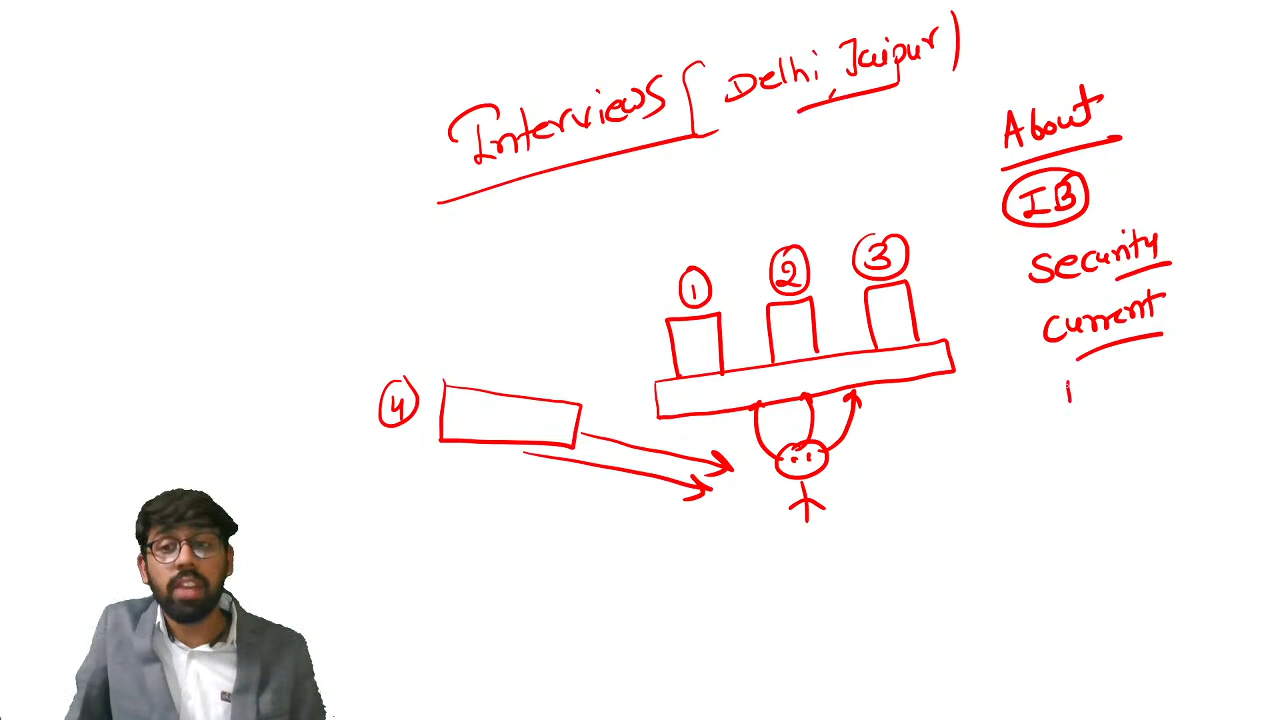 Interviews ( Delhi, Jaipur)
About
IB
Security
Current
1
2
3
4